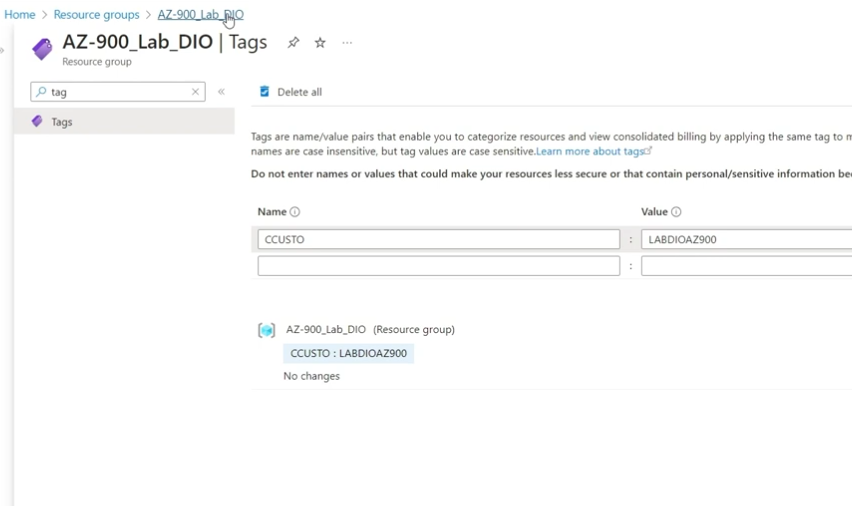 Home > Resource groups > AZ-900_Lab_DIO
AZ-900_Lab_DIO | Tags
Resource group
tag
Tags
Delete all
Tags are name/value pairs that enable you to categorize resources and view consolidated billing by applying the same tag to
names are case insensitive, but tag values are case sensitive.Learn more about tags
Do not enter names or values that could make your resources less secure or that contain personal/sensitive information
Name
Value
CCUSTO : LABDIOAZ900
:
AZ-900_Lab_DIO (Resource group)
CCUSTO : LABDIOAZ900
No changes